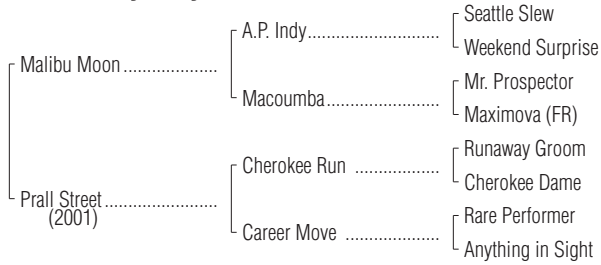 Seattle Slew
A.P. Indy
Weekend Surprise
Malibu Moon
Mr. Prospector
Macoumba
Maximova (FR)
Runaway Groom
Cherokee Run
Cherokee Dame
Prall Street
(2001)
Rare Performer
Career Move
Anything in Sight